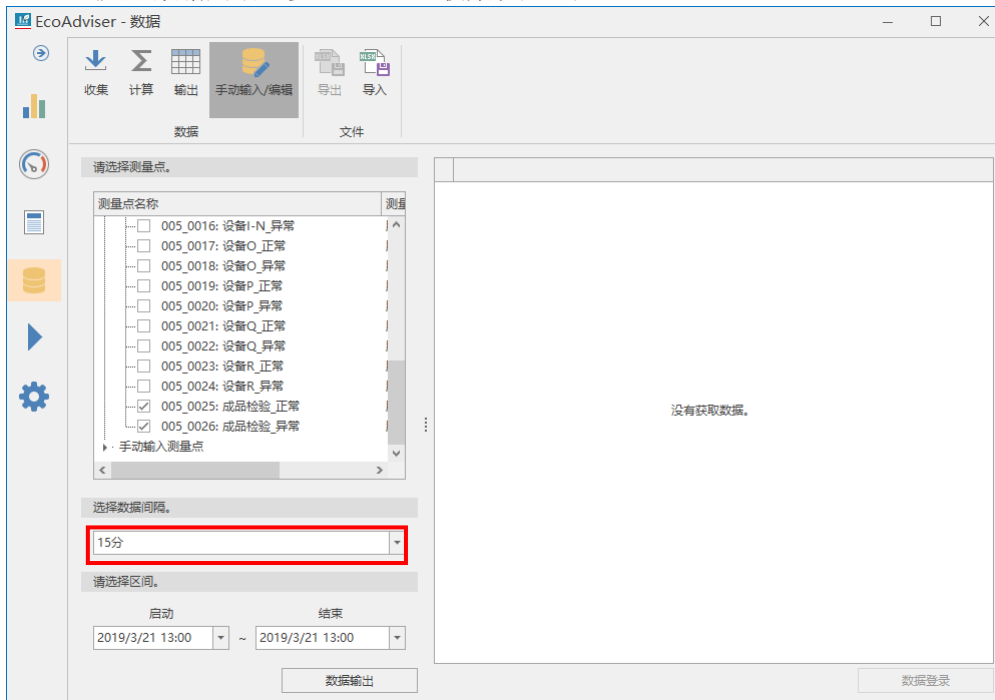 EcoAdviser - 数据
收集 计算 输出 手动输入/编辑 导出 导入
数据 文件
请选择测量点。
测量点名称
005_0016: 设备I-N_异常
005_0017: 设备O_正常
005_0018: 设备O_异常
005_0019: 设备P_正常
005_0020: 设备P_异常
005_0021: 设备Q_正常
005_0022: 设备Q_异常
005_0023: 设备R_正常
005_0024: 设备R_异常
005_0025: 成品检验_正常
005_0026: 成品检验_异常
手动输入测量点
没有获取数据。
选择数据间隔。
15分
请选择区间。
启动 结束
2019/3/21 13:00 ~ 2019/3/21 13:00
数据输出 数据登录